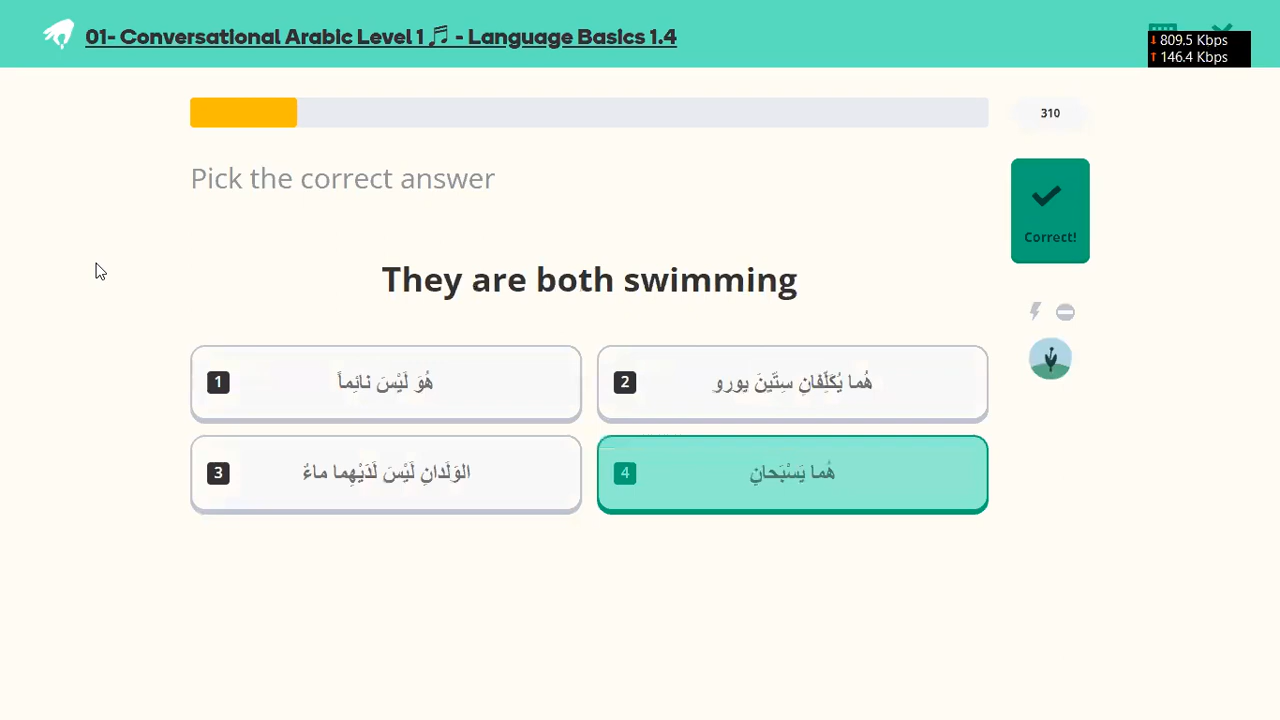 01- Conversational Arabic Level 1 🎵 - Language Basics 1.4
809.5 Kbps
146.4 Kbps
310
Pick the correct answer
Correct!
They are both swimming
1 هُوَ لَيْسَ نائِماً
2 هُما يُكَلِّفانِ سِتّينَ يورو
3 الوَلَدانِ لَيْسَ لَدَيْهِما ماءٌ
4 هُما يَسْبَحانِ